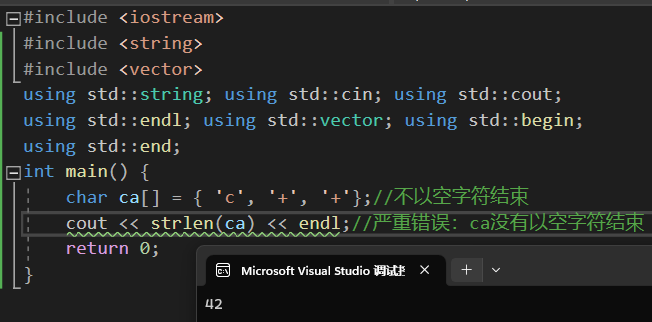 #include <iostream>
#include <string>
#include <vector>
using std::string; using std::cin; using std::cout;
using std::endl; using std::vector; using std::begin;
using std::end;
int main() {
    char ca[] = { 'c', '+', '+'};//不以空字符结束
    cout << strlen(ca) << endl;//严重错误：ca没有以空字符结束
    return 0;
}
Microsoft Visual Studio 调试
42